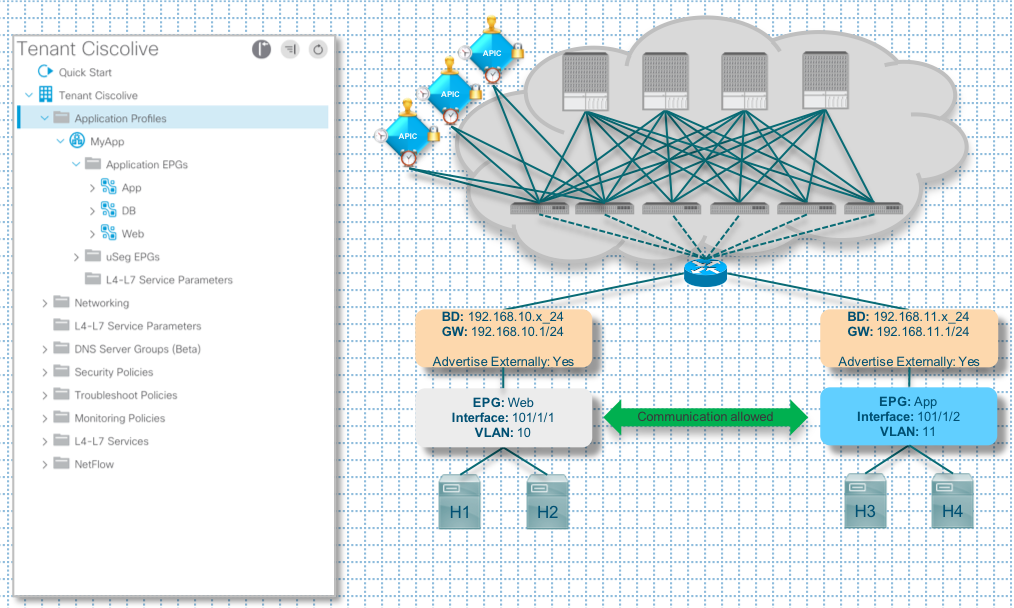 Tenant Ciscolive
Quick Start
Tenant Ciscolive
Application Profiles
MyApp
Application EPGs
App
DB
Web
uSeg EPGs
L4-L7 Service Parameters
Networking
L4-L7 Service Parameters
DNS Server Groups (Beta)
Security Policies
Troubleshoot Policies
Monitoring Policies
L4-L7 Services
NetFlow
APIC
APIC
APIC
BD: 192.168.10.x_24
GW: 192.168.10.1/24
Advertise Externally: Yes
BD: 192.168.11.x_24
GW: 192.168.11.1/24
Advertise Externally: Yes
EPG: Web
Interface: 101/1/1
VLAN: 10
Communication allowed
EPG: App
Interface: 101/1/2
VLAN: 11
H1
H2
H3
H4